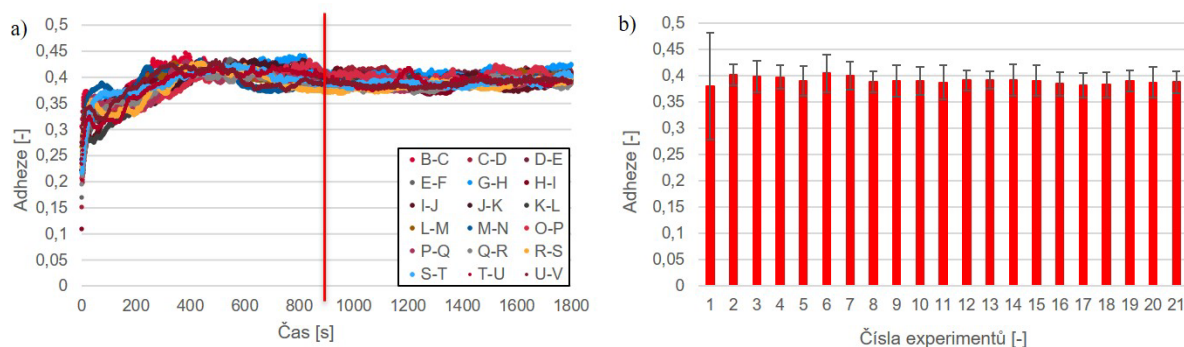 a)
Adheze [-]
0,5
0,45
0,4
0,35
0,3
0,25
0,2
0,15
0,1
0,05
0
0 200 400 600 800 1000 1200 1400 1600 1800
Čas [s]
B-C C-D D-E
E-F G-H H-I
I-J J-K K-L
L-M M-N O-P
P-Q Q-R R-S
S-T T-U U-V
b)
Adheze [-]
0,5
0,45
0,4
0,35
0,3
0,25
0,2
0,15
0,1
0,05
0
1 2 3 4 5 6 7 8 9 10 11 12 13 14 15 16 17 18 19 20 21
Čísla experimentů [-]